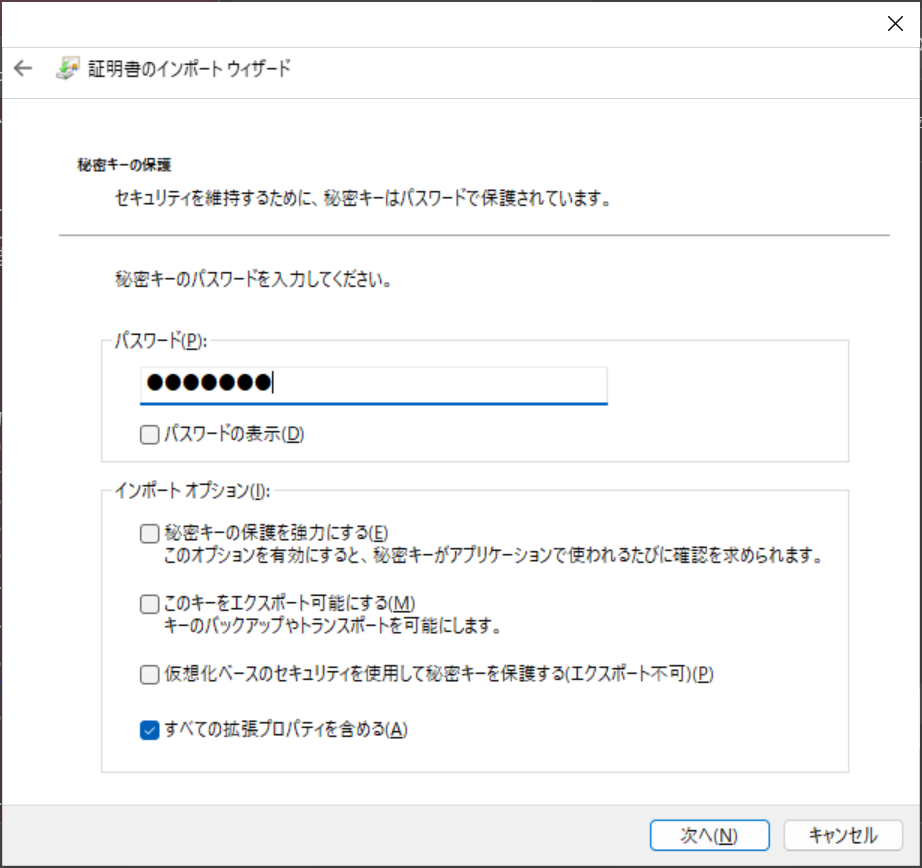 証明書のインポート ウィザード
秘密キーの保護
セキュリティを維持するために、秘密キーはパスワードで保護されています。
秘密キーのパスワードを入力してください。
パスワード(P):
●●●●●●●
パスワードの表示(D)
インポート オプション(I):
秘密キーの保護を強力にする(E)
このオプションを有効にすると、秘密キーがアプリケーションで使われるたびに確認を求められます。
このキーをエクスポート可能にする(M)
キーのバックアップやトランスポートを可能にします。
仮想化ベースのセキュリティを使用して秘密キーを保護する(エクスポート不可)(P)
すべての拡張プロパティを含める(A)
次へ(N)
キャンセル